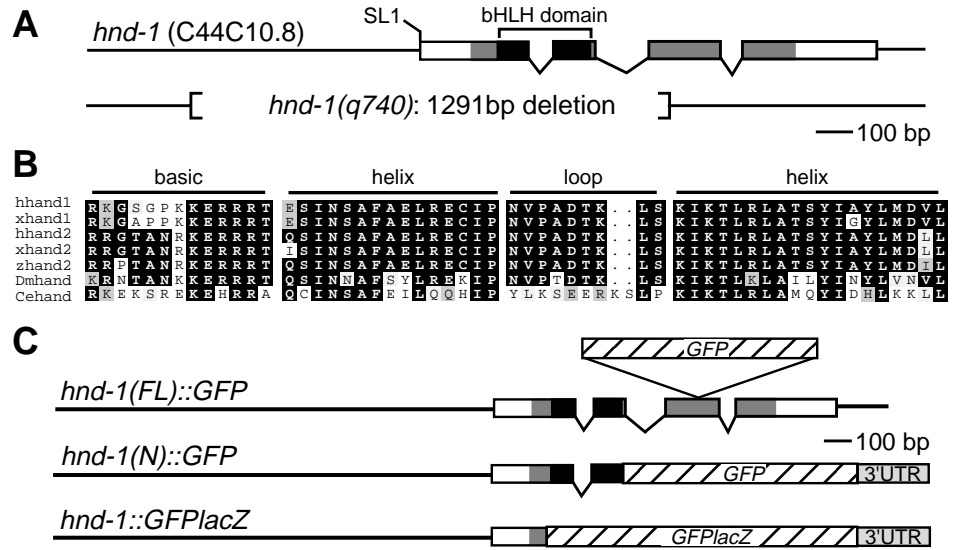 A
hnd-1 (C44C10.8)
SL1
bHLH domain
hnd-1(q740): 1291bp deletion
100 bp
B
basic helix loop helix
hhand1 RKGSGPKKERRRT ESINSAFAELRECIP NVPADTK..LS KIKTLRLATSYIAYLMDVL
xhand1 RKGAPPKKERRRT ESINSAFAELRECIP NVPADTK..LS KIKTLRLATSYIGYLMDVL
hhand2 RRGTANRKERRRT QSINSAFAELRECIP NVPADTK..LS KIKTLRLATSYIAYLMDLL
xhand2 RRGTANRKERRRT ISINSAFAELRECIP NVPADTK..LS KIKTLRLATSYIAYLMDLL
zhand2 RRPTANRKERRRT QSINSAFAELRECIP NVPADTK..LS KIKTLRLATSYIAYLMDIL
Dmhand KRNTANKKERRRT QSINNAFSYLREKIP NVPTDTK..LS KIKTLKLAILYINYLVNVL
Cehand RKEKSREKEHRRA QCINSAFEILQQHIP YLKSEERKSLP KIKTLRLAMQYIDHLKKLL
C
GFP
hnd-1(FL)::GFP
100 bp
hnd-1(N)::GFP
GFP
3'UTR
hnd-1::GFPlacZ
GFPlacZ
3'UTR